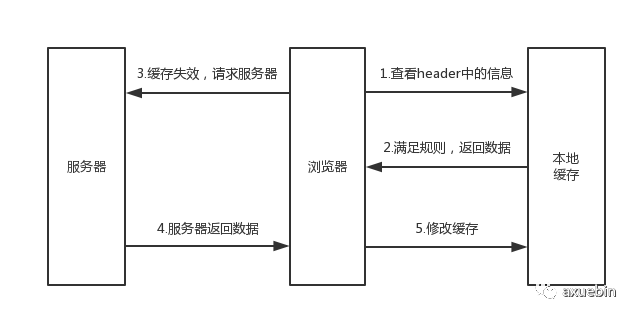 3.缓存失效，请求服务器
1.查看header中的信息
2.满足规则，返回数据
服务器
浏览器
本地
缓存
4.服务器返回数据
5.修改缓存
axuebin